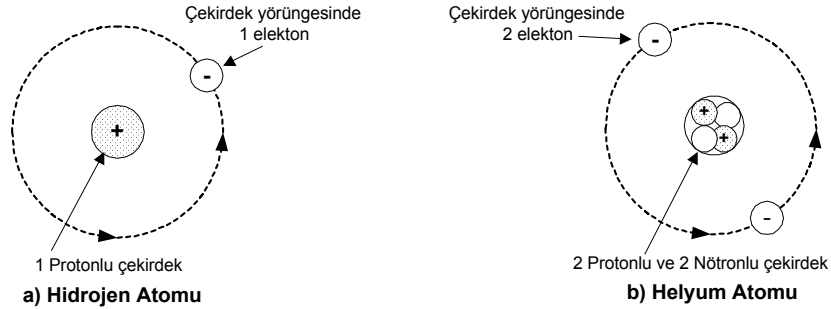 Çekirdek yörüngesinde
1 elekton
-
+
1 Protonlu çekirdek
a) Hidrojen Atomu
Çekirdek yörüngesinde
2 elekton
-
+
+
-
2 Protonlu ve 2 Nötronlu çekirdek
b) Helyum Atomu